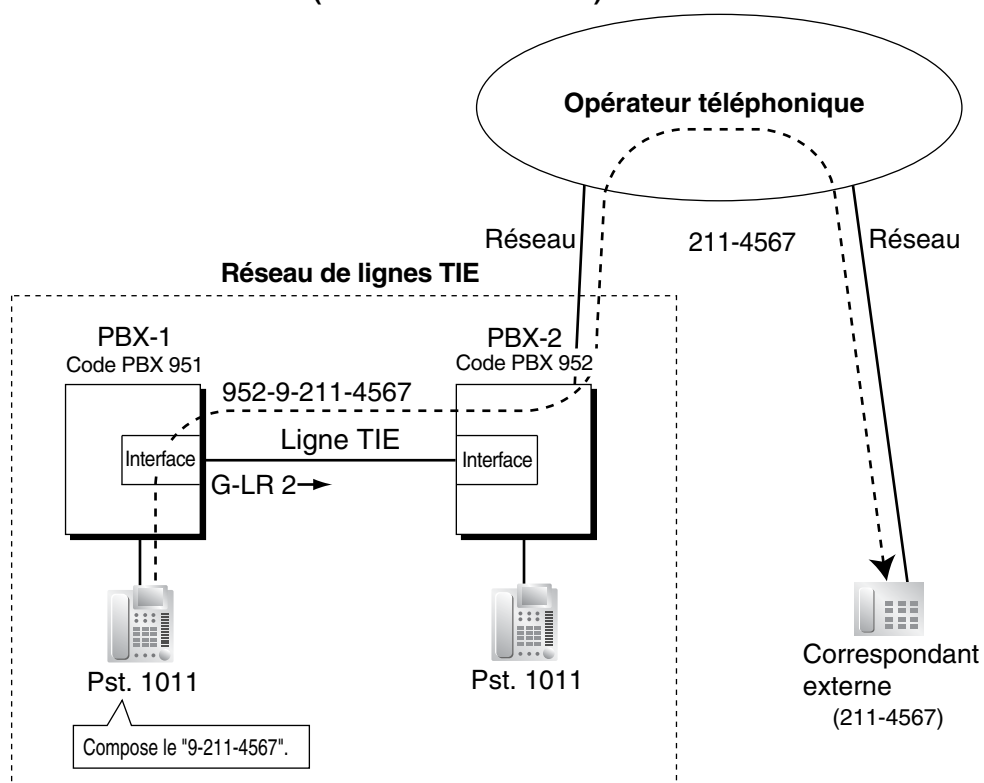 Opérateur téléphonique
Réseau
211-4567
Réseau
Réseau de lignes TIE
PBX-1
Code PBX 951
PBX-2
Code PBX 952
952-9-211-4567
Ligne TIE
Interface
Interface
G-LR 2
Pst. 1011
Pst. 1011
Compose le "9-211-4567".
Correspondant
externe
(211-4567)